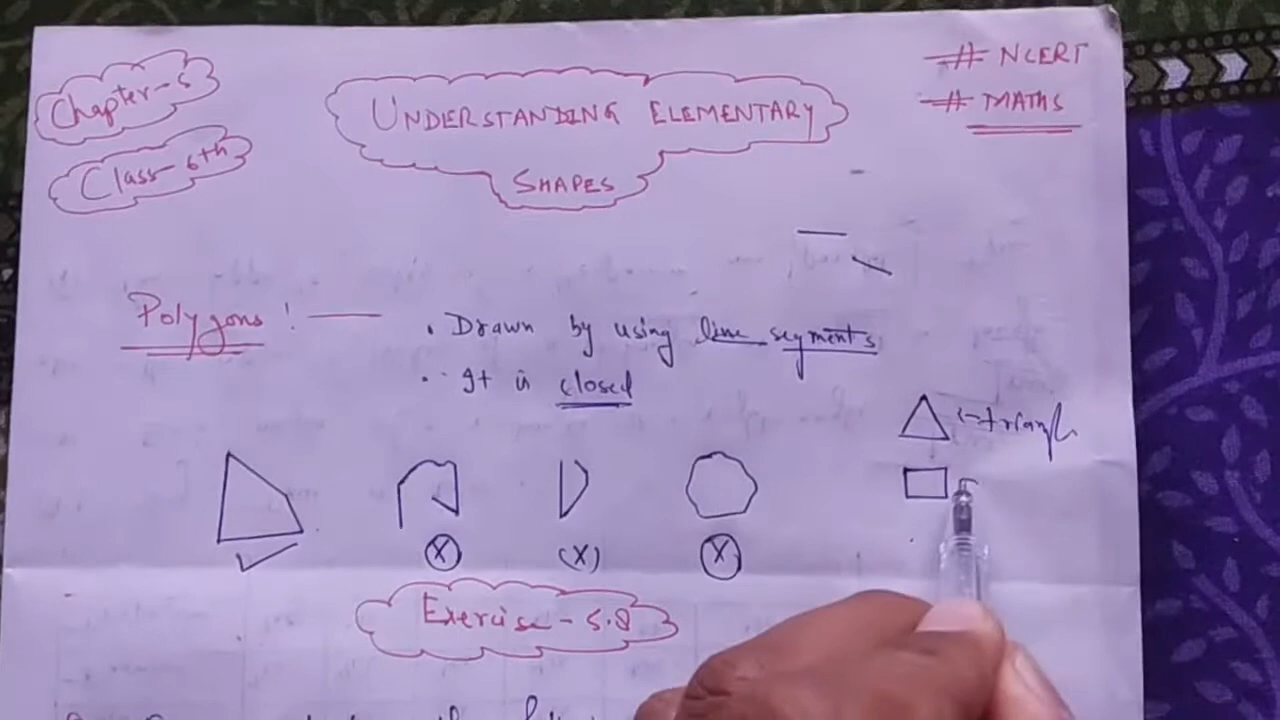 Chapter-5
Class-6th
UNDERSTANDING ELEMENTARY
SHAPES
# NCERT
# MATHS
Polygons : —
• Drawn by using line segments
• It is closed
triangle
(X)
Exercise - 5.8